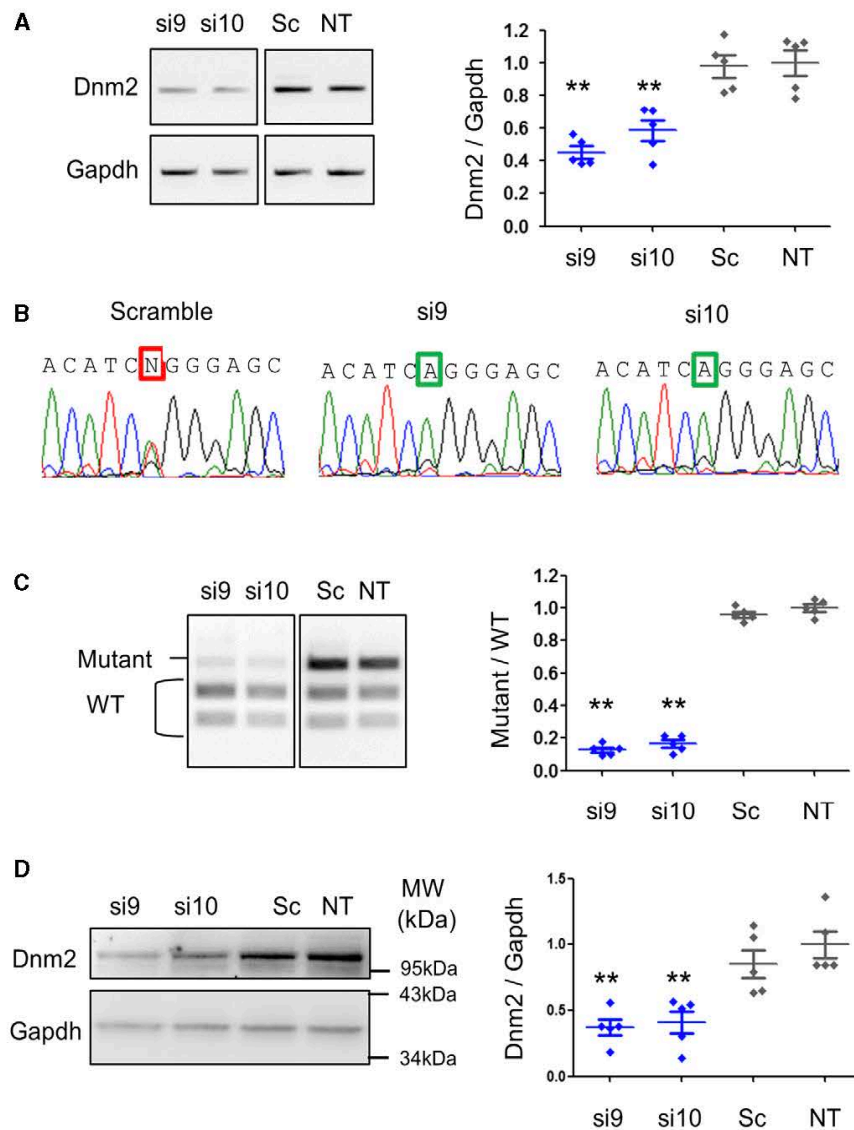 A
si9 si10 Sc NT
Dnm2
Gapdh
Dnm2 / Gapdh
1.2
1.0
0.8
0.6
0.4
0.2
0.0
** **
si9 si10 Sc NT
B
Scramble si9 si10
A C A T C N G G G A G C
A C A T C A G G G A G C
A C A T C A G G G A G C
C
si9 si10 Sc NT
Mutant
WT
Mutant / WT
1.2
1.0
0.8
0.6
0.4
0.2
0.0
** **
si9 si10 Sc NT
D
si9 si10 Sc NT
MW
(kDa)
Dnm2
95kDa
43kDa
Gapdh
34kDa
Dnm2 / Gapdh
1.5
1.0
0.5
0.0
** **
si9 si10 Sc NT